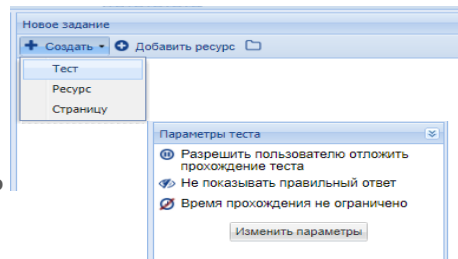 Новое задание
Создать Добавить ресурс
Тест
Ресурс
Страницу
Параметры теста
Разрешить пользователю отложить
прохождение теста
Не показывать правильный ответ
Время прохождения не ограничено
Изменить параметры